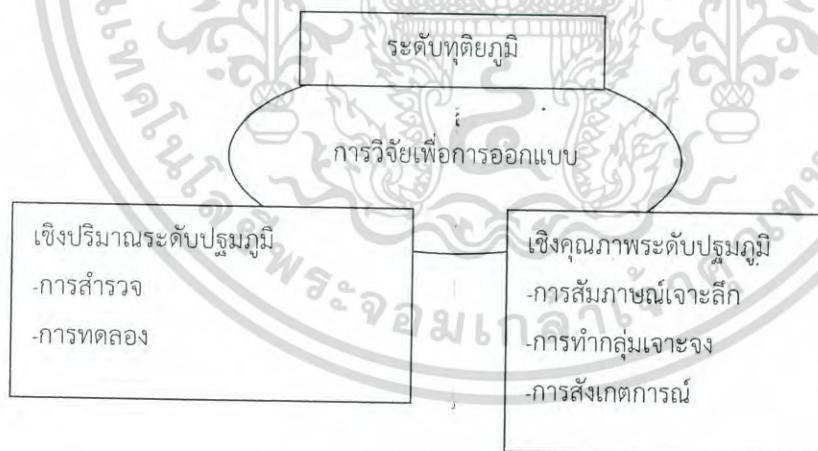 ระดับทุติยภูมิ
การวิจัยเพื่อการออกแบบ
เชิงปริมาณระดับปฐมภูมิ
-การสำรวจ
-การทดลอง
เชิงคุณภาพระดับปฐมภูมิ
-การสัมภาษณ์เจาะลึก
-การทำกลุ่มเจาะจง
-การสังเกตการณ์